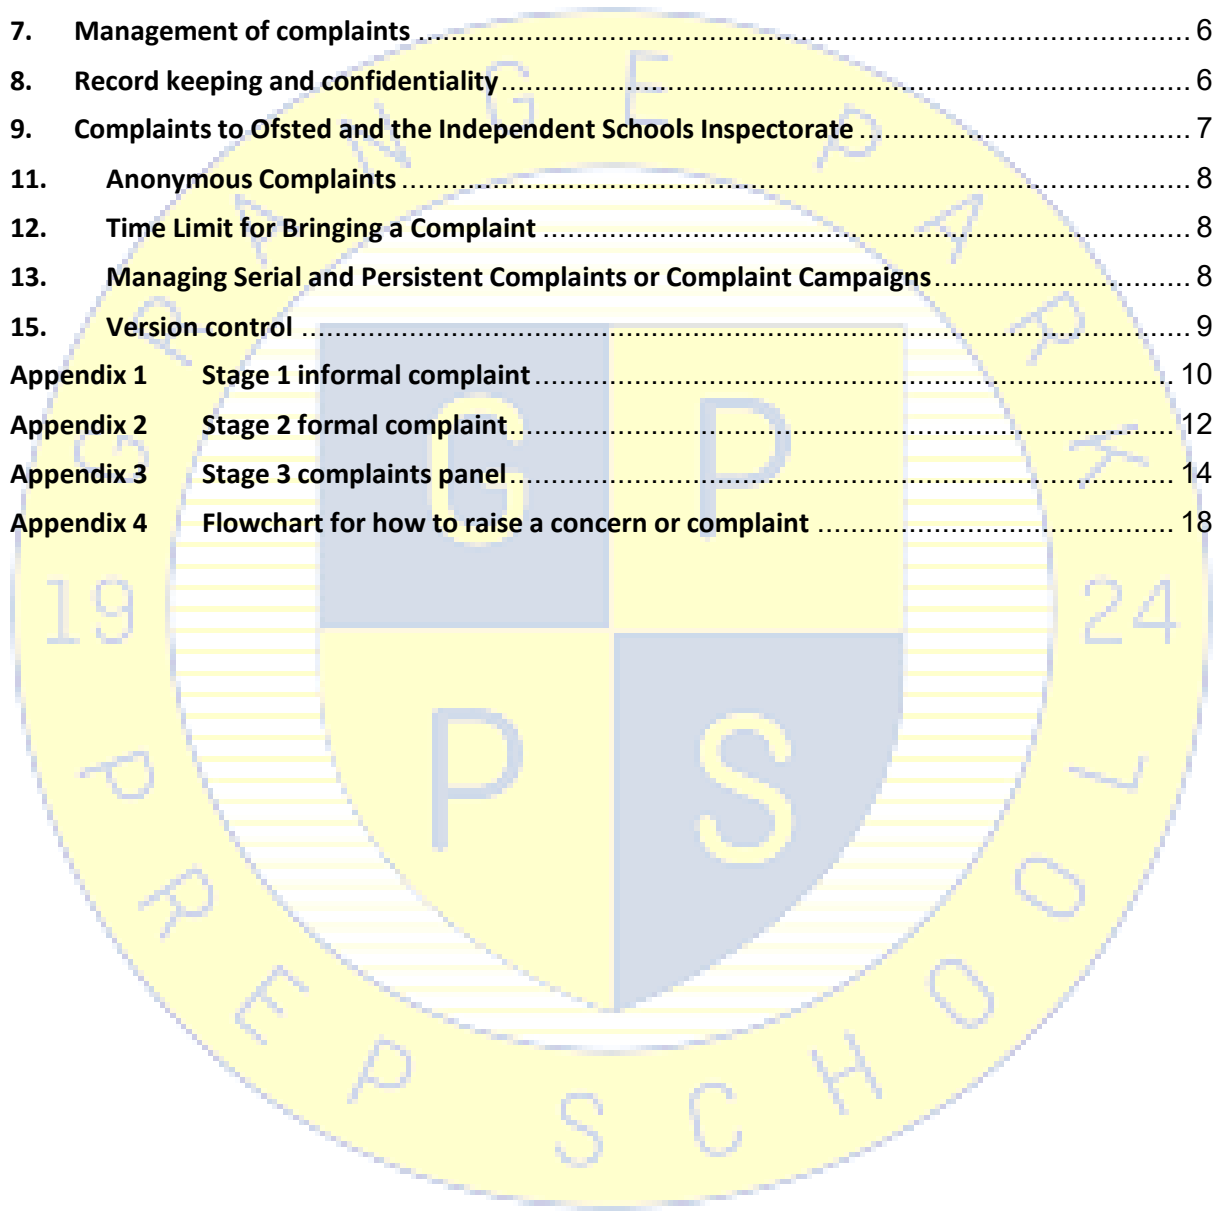 7. Management of complaints ........ 6
8. Record keeping and confidentiality ........ 6
9. Complaints to Ofsted and the Independent Schools Inspectorate ........ 7
11. Anonymous Complaints ........ 8
12. Time Limit for Bringing a Complaint ........ 8
13. Managing Serial and Persistent Complaints or Complaint Campaigns ........ 8
15. Version control ........ 9
Appendix 1 Stage 1 informal complaint ........ 10
Appendix 2 Stage 2 formal complaint ........ 12
Appendix 3 Stage 3 complaints panel ........ 14
Appendix 4 Flowchart for how to raise a concern or complaint ........ 18
GRANGE PARK
G P
19 24
P S
PREP SCHOOL